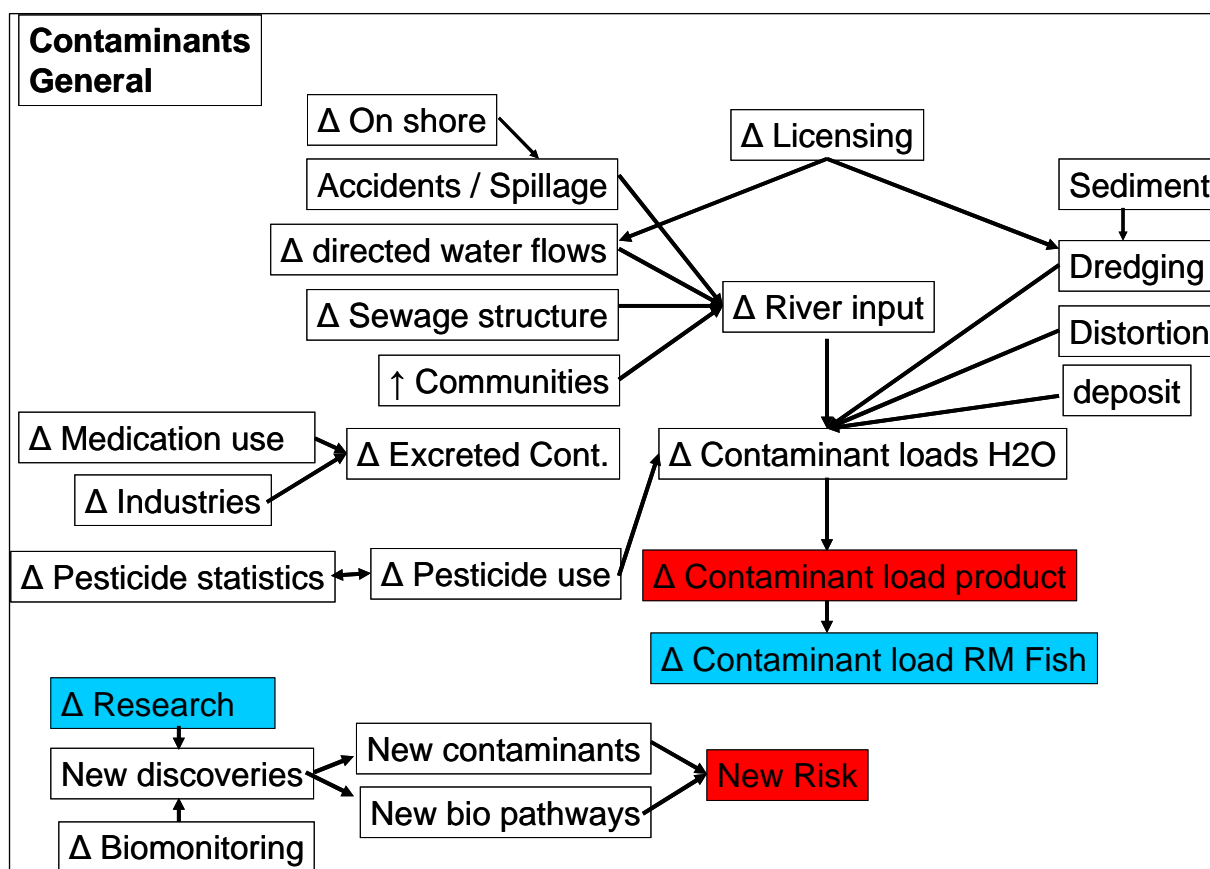 Contaminants
General
Δ On shore
Δ Licensing
Accidents / Spillage
Sediment
Δ directed water flows
Dredging
Δ River input
Δ Sewage structure
Distortion
↑ Communities
deposit
Δ Medication use
Δ Excreted Cont.
Δ Contaminant loads H2O
Δ Industries
Δ Pesticide statistics
Δ Pesticide use
Δ Contaminant load product
Δ Contaminant load RM Fish
Δ Research
New discoveries
New contaminants
New Risk
New bio pathways
Δ Biomonitoring